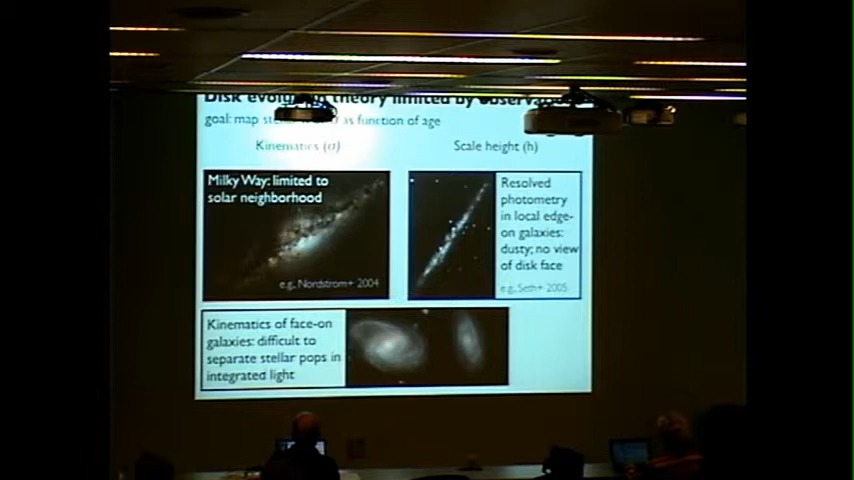 Disk evolution theory limited by
goal: map as function of age
Kinematics (σ)
Scale height (h)
Milky Way: limited to
solar neighborhood
e.g., Nordstrom+ 2004
Resolved
photometry
in local edge-
on galaxies:
dusty; no view
of disk face
e.g., Seth+ 2005
Kinematics of face-on
galaxies: difficult to
separate stellar pops in
integrated light